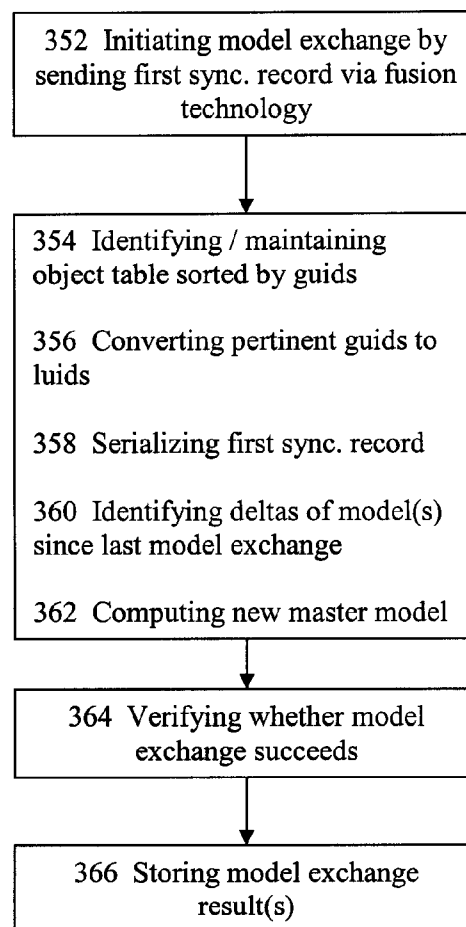 352 Initiating model exchange by
sending first sync. record via fusion
technology
354 Identifying / maintaining
object table sorted by guids
356 Converting pertinent guids to
luids
358 Serializing first sync. record
360 Identifying deltas of model(s)
since last model exchange
362 Computing new master model
364 Verifying whether model
exchange succeeds
366 Storing model exchange
result(s)